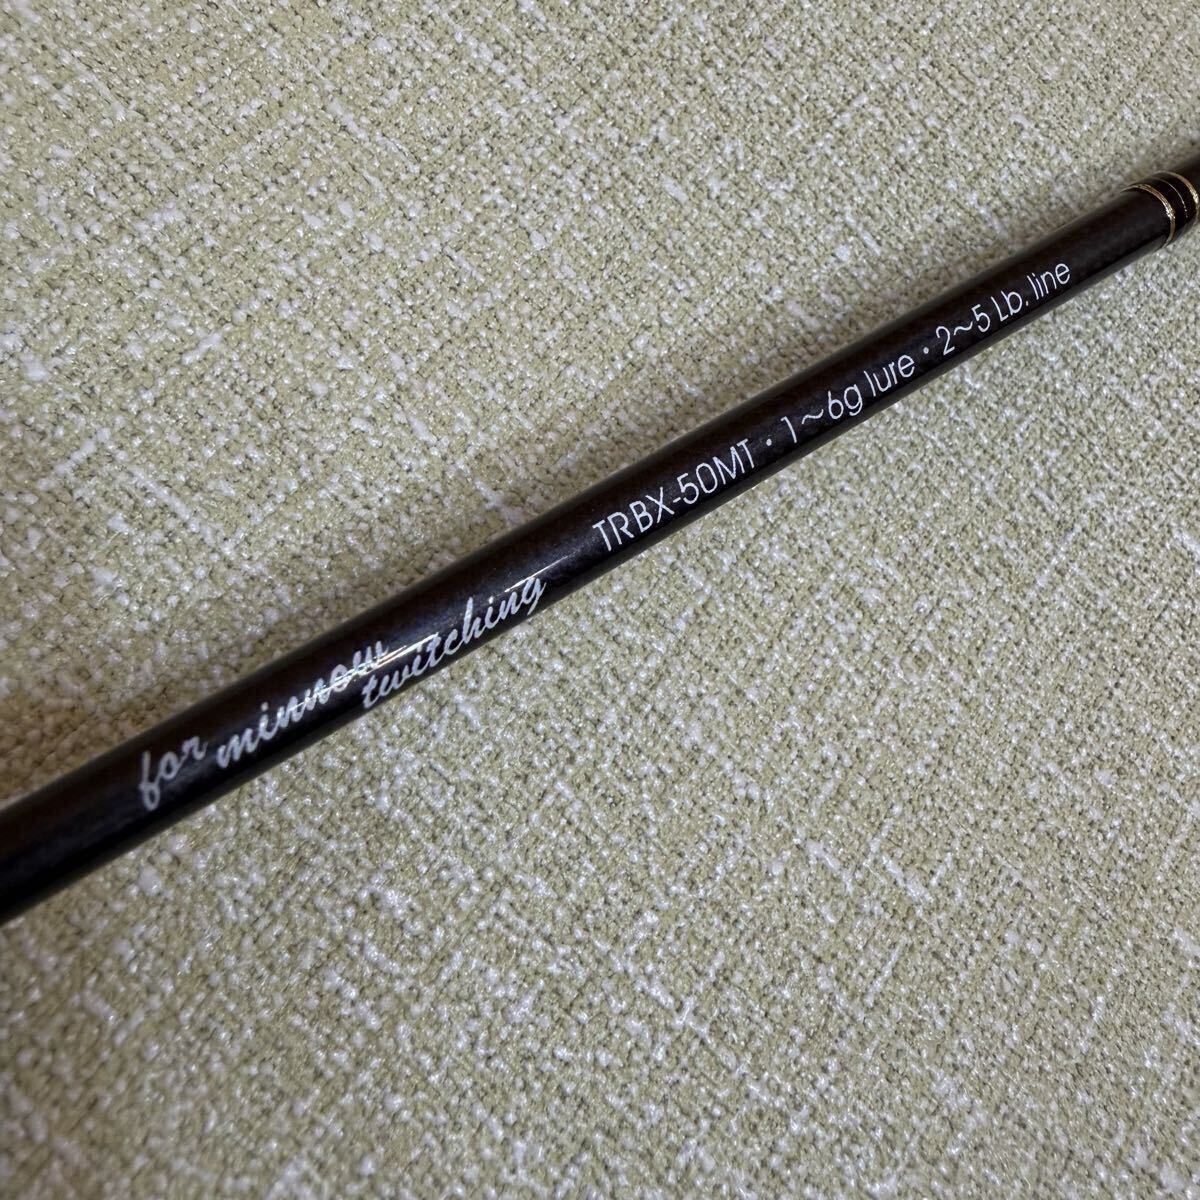 for minnow twitching TRBX-50MT・1~6g lure・2~5 Lb. line